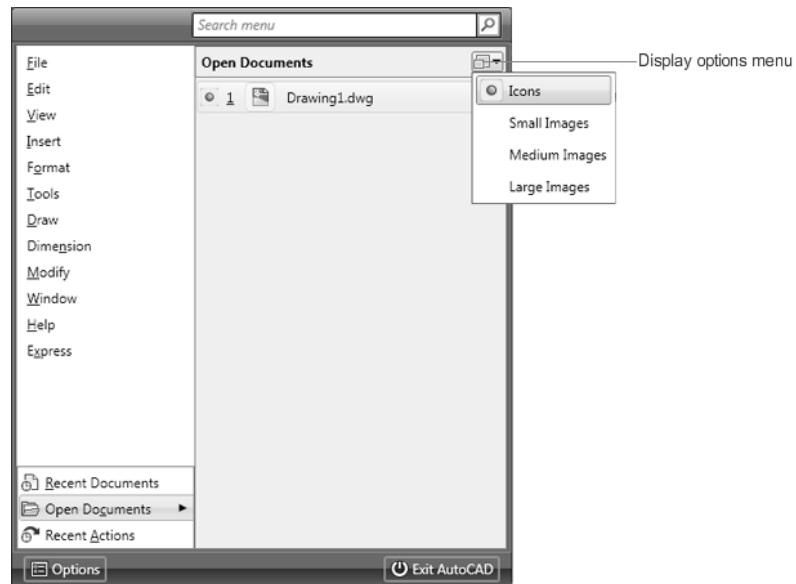 Search menu
Display options menu
File
Edit
View
Insert
Format
Tools
Draw
Dimension
Modify
Window
Help
Express
Recent Documents
Open Documents
Recent Actions
Open Documents
1 Drawing1.dwg
Icons
Small Images
Medium Images
Large Images
Options
Exit AutoCAD